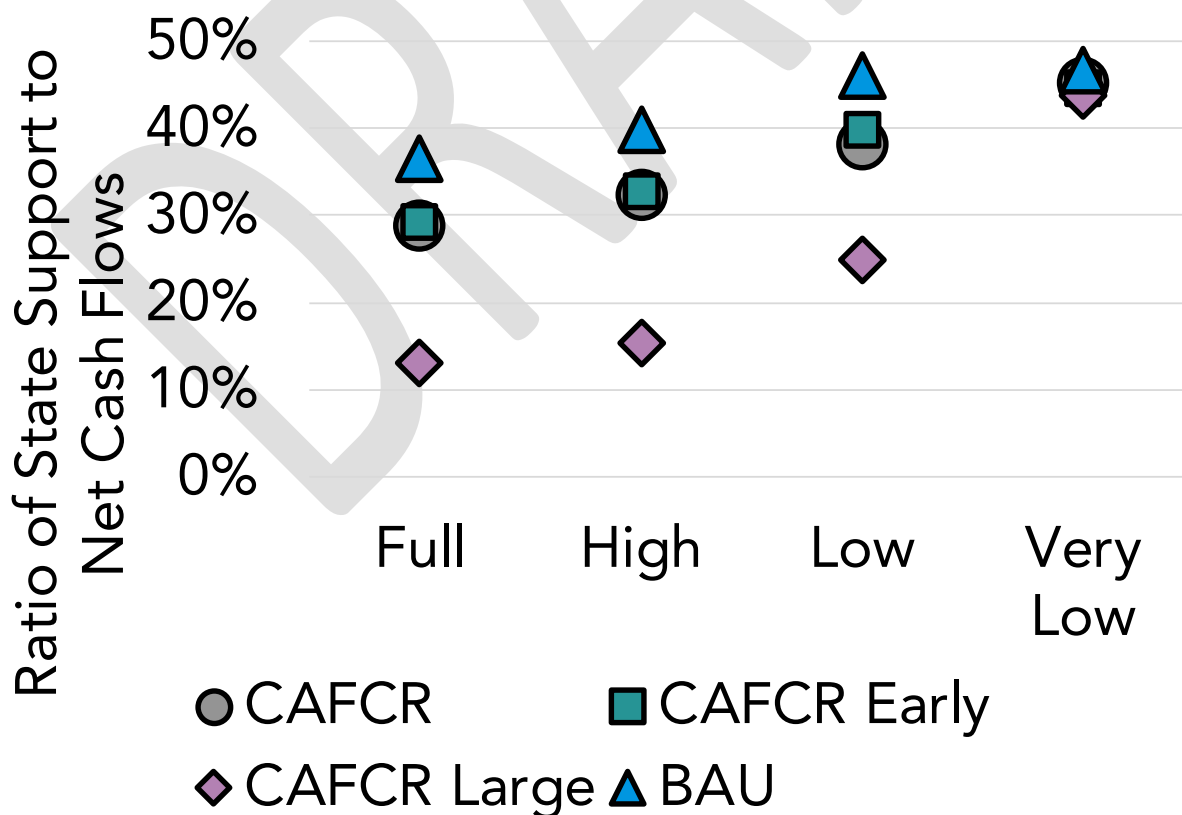 50%
40%
30%
20%
10%
0%
Ratio of State Support to
Net Cash Flows
Full
High
Low
Very
Low
CAFCR
CAFCR Early
CAFCR Large
BAU